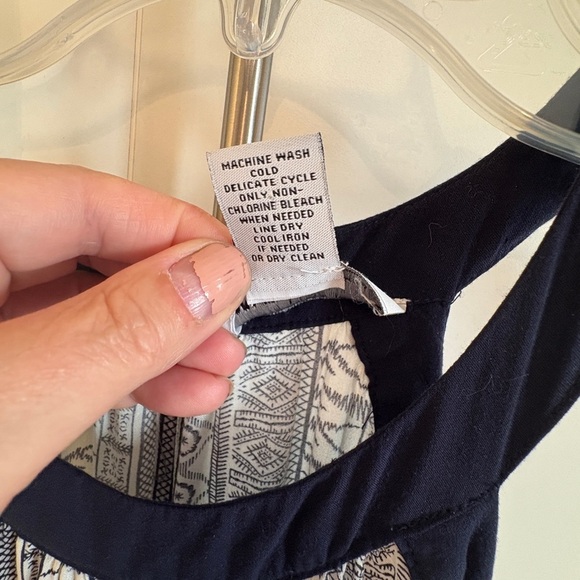 MACHINE WASH
COLD
DELICATE CYCLE
ONLY NON-
CHLORINE BLEACH
WHEN NEEDED
LINE DRY
COOL IRON
IF NEEDED
OR DRY CLEAN